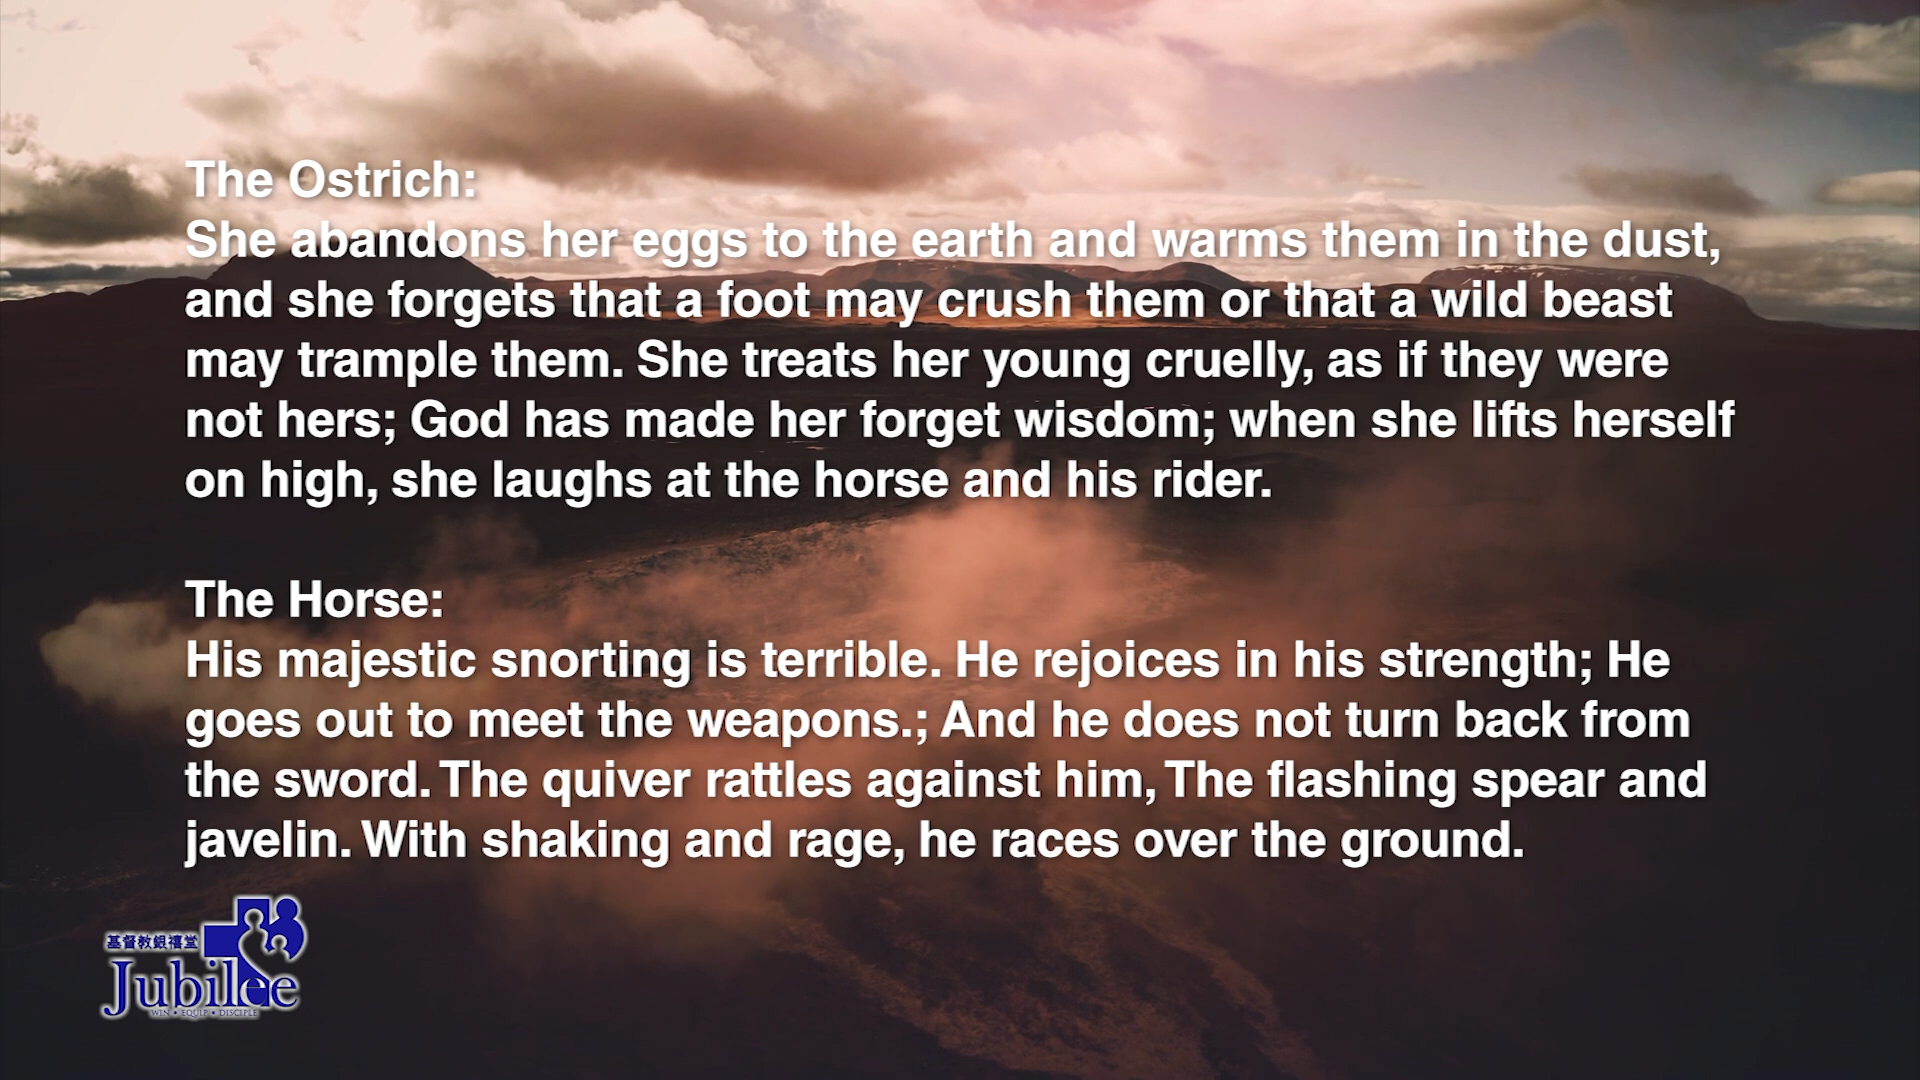 The Ostrich:
She abandons her eggs to the earth and warms them in the dust,
and she forgets that a foot may crush them or that a wild beast
may trample them. She treats her young cruelly, as if they were
not hers; God has made her forget wisdom; when she lifts herself
on high, she laughs at the horse and his rider.
The Horse:
His majestic snorting is terrible. He rejoices in his strength; He
goes out to meet the weapons.; And he does not turn back from
the sword. The quiver rattles against him, The flashing spear and
javelin. With shaking and rage, he races over the ground.
基督教銀禧堂
Jubilee
WIN • EQUIP • DISCIPLE